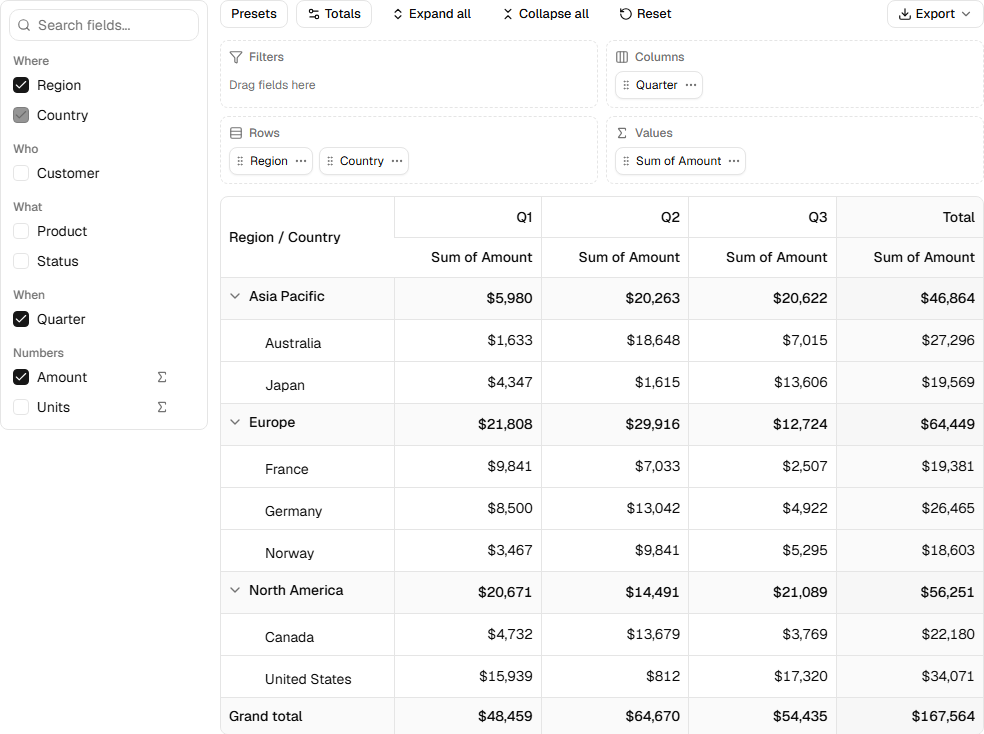 Search fields...
Where
Region
Country
Who
Customer
What
Product
Status
When
Quarter
Numbers
Amount Σ
Units Σ
Presets Totals Expand all Collapse all Reset Export
Filters
Drag fields here
Columns
Quarter ···
Rows
Region ··· Country ···
Σ Values
Sum of Amount ···
Region / Country Q1 Q2 Q3 Total
Sum of Amount Sum of Amount Sum of Amount Sum of Amount
Asia Pacific $5,980 $20,263 $20,622 $46,864
Australia $1,633 $18,648 $7,015 $27,296
Japan $4,347 $1,615 $13,606 $19,569
Europe $21,808 $29,916 $12,724 $64,449
France $9,841 $7,033 $2,507 $19,381
Germany $8,500 $13,042 $4,922 $26,465
Norway $3,467 $9,841 $5,295 $18,603
North America $20,671 $14,491 $21,089 $56,251
Canada $4,732 $13,679 $3,769 $22,180
United States $15,939 $812 $17,320 $34,071
Grand total $48,459 $64,670 $54,435 $167,564